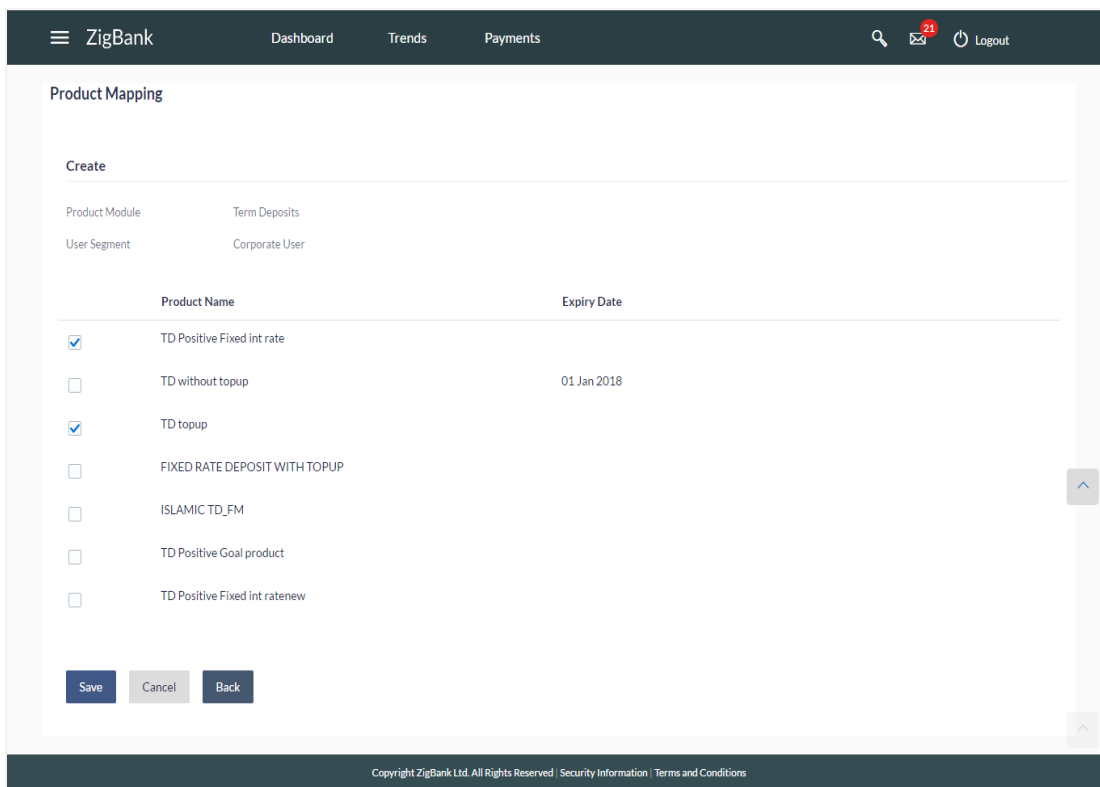 ZigBank Dashboard Trends Payments 21 Logout
Product Mapping
Create
Product Module Term Deposits
User Segment Corporate User
Product Name Expiry Date
TD Positive Fixed int rate
TD without topup 01 Jan 2018
TD topup
FIXED RATE DEPOSIT WITH TOPUP
ISLAMIC TD_FM
TD Positive Goal product
TD Positive Fixed int ratenew
Save Cancel Back
Copyright ZigBank Ltd. All Rights Reserved | Security Information | Terms and Conditions